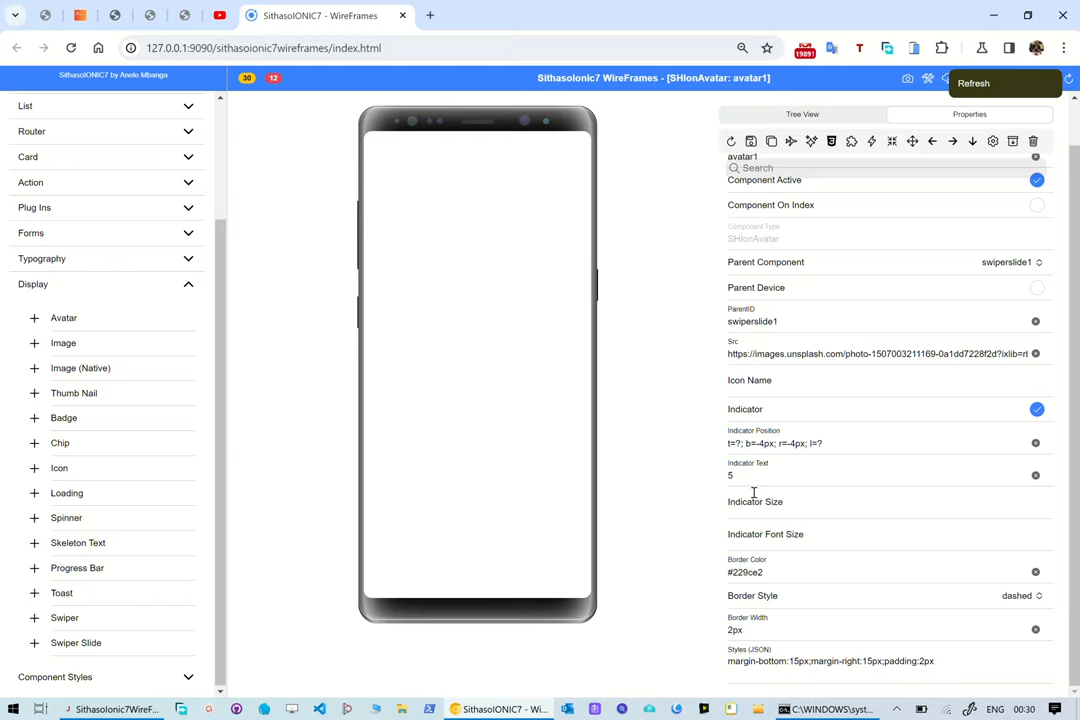 SithasoIONIC7 - WireFrames
127.0.0.1:9090/sithasoionic7wireframes/index.html
19891
SithasoIONIC7 by Anele Mbanga
30
12
SithasoIonic7 WireFrames - [SHIonAvatar: avatar1]
Refresh
List
Router
Card
Action
Plug Ins
Forms
Typography
Display
Avatar
Image
Image (Native)
Thumb Nail
Badge
Chip
Icon
Loading
Spinner
Skeleton Text
Progress Bar
Toast
Swiper
Swiper Slide
Component Styles
Tree View
Properties
avatar1
Search
Component Active
Component On Index
Component Type
SHIonAvatar
Parent Component
swiperslide1
Parent Device
ParentID
swiperslide1
Src
https://images.unsplash.com/photo-1507003211169-0a1dd7228f2d?ixlib=r
Icon Name
Indicator
Indicator Position
t=?; b=-4px; r=-4px; l=?
Indicator Text
5
Indicator Size
Indicator Font Size
Border Color
#229ce2
Border Style
dashed
Border Width
2px
Styles (JSON)
margin-bottom:15px;margin-right:15px;padding:2px
SithasoIonic7WireF...
SithasoIONIC7 - Wi...
C:\WINDOWS\syst...
ENG
00:30